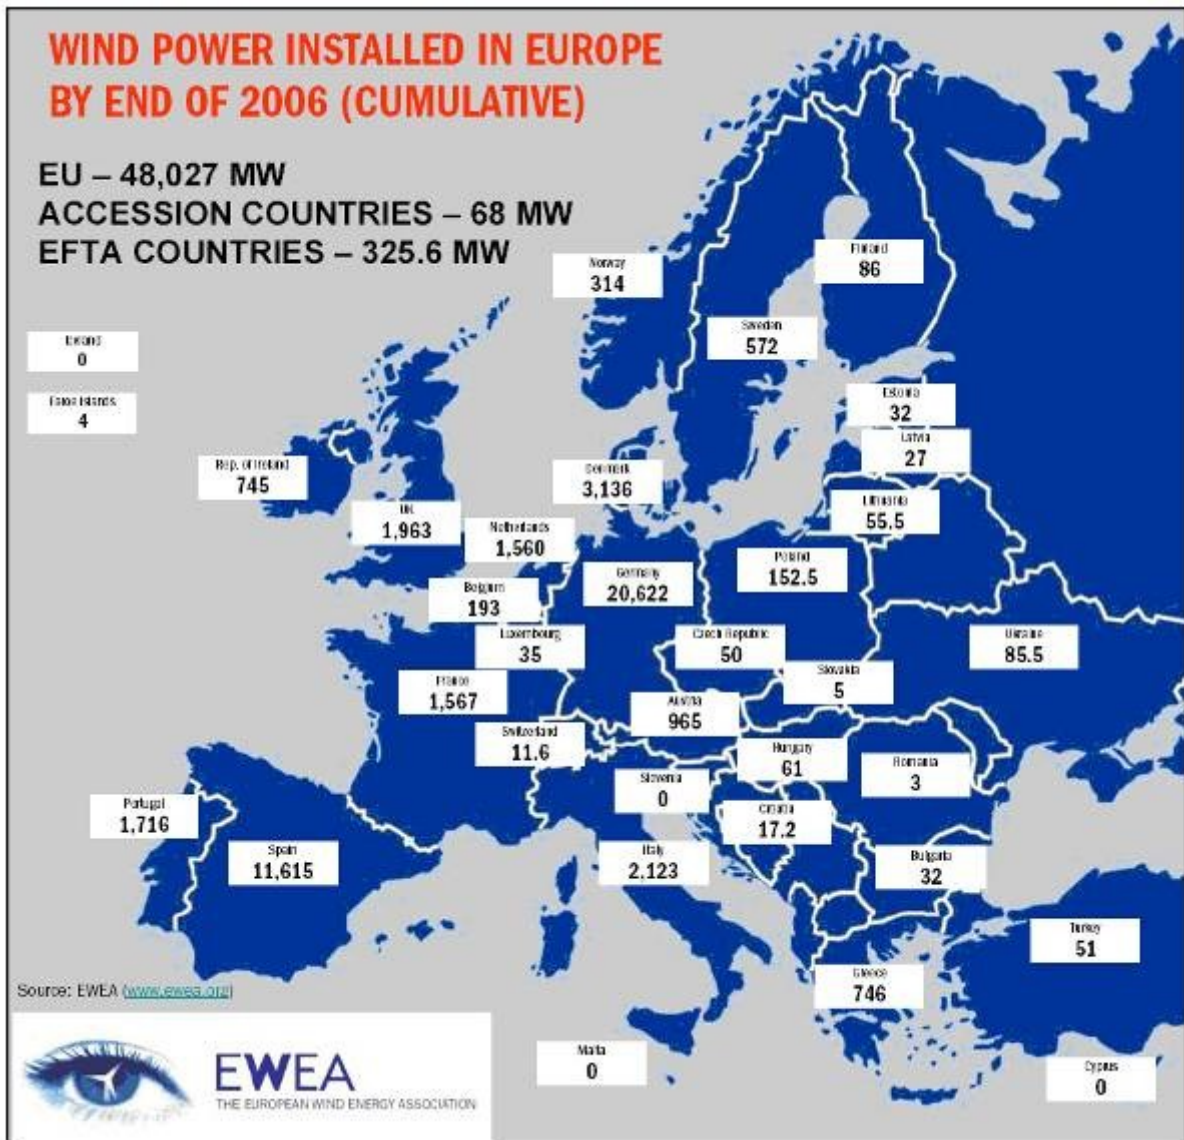 WIND POWER INSTALLED IN EUROPE
BY END OF 2006 (CUMULATIVE)
EU – 48,027 MW
ACCESSION COUNTRIES – 68 MW
EFTA COUNTRIES – 325.6 MW
Finland
86
Norway
314
Sweden
572
0
Faroe Islands
4
Estonia
32
Latvia
27
Rep. of Ireland
745
Denmark
3,136
Lithuania
55.5
UK
1,963
Netherlands
1,560
Poland
152.5
Germany
20,622
Belgium
193
Luxembourg
35
Czech Republic
50
Ukraine
85.5
Slovakia
5
France
1,567
Austria
965
Switzerland
11.6
Hungary
61
Romania
3
Slovenia
0
Portugal
1,716
Croatia
17.2
Spain
11,615
Italy
2,123
Bulgaria
32
Turkey
51
Greece
746
Source: EWEA (www.ewea.org)
Malta
0
Cyprus
0
EWEA
THE EUROPEAN WIND ENERGY ASSOCIATION